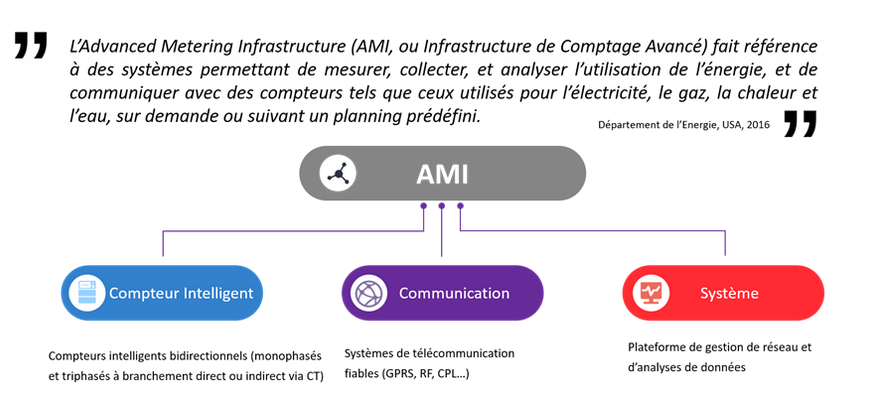 L’Advanced Metering Infrastructure (AMI, ou Infrastructure de Comptage Avancé) fait référence
à des systèmes permettant de mesurer, collecter, et analyser l’utilisation de l’énergie, et de
communiquer avec des compteurs tels que ceux utilisés pour l’électricité, le gaz, la chaleur et
l’eau, sur demande ou suivant un planning prédéfini.
Département de l’Energie, USA, 2016
AMI
Compteur Intelligent
Communication
Système
Compteurs intelligents bidirectionnels (monophasés
et triphasés à branchement direct ou indirect via CT)
Systèmes de télécommunication
fiables (GPRS, RF, CPL...)
Plateforme de gestion de réseau et
d’analyses de données